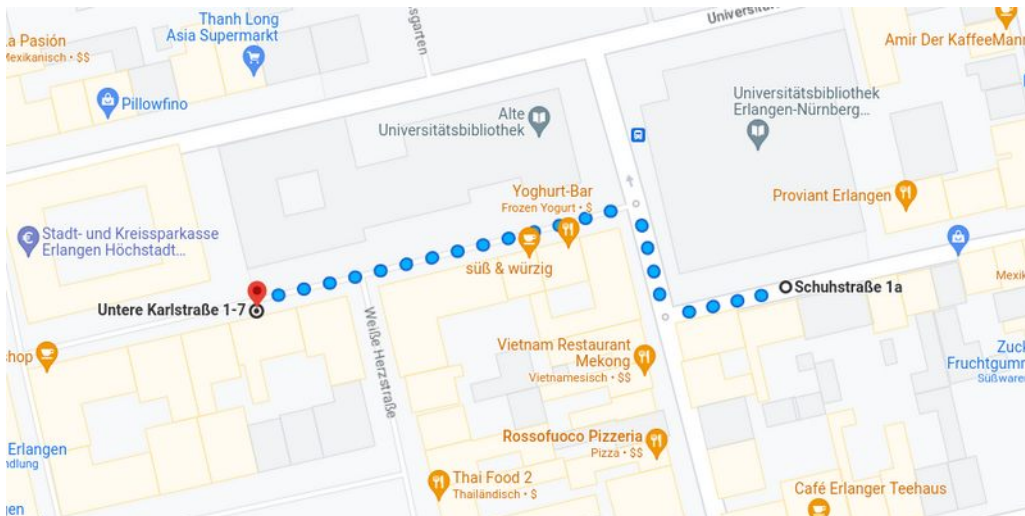 sgarten
Universitä
Thanh Long
Asia Supermarkt
a Pasión
Mexikanisch • $$
Amir Der KaffeeMann
Pillowfino
Alte
Universitätsbibliothek
Universitätsbibliothek
Erlangen-Nürnberg...
Yoghurt-Bar
Frozen Yogurt • $
Proviant Erlangen
Stadt- und Kreissparkasse
Erlangen Höchstadt...
süß & würzig
Mexik
Schuhstraße 1a
Untere Karlstraße 1-7
Weiße Herzstraße
shop
Vietnam Restaurant
Mekong
Vietnamesisch • $$
Zuck
Fruchtgumm
Süßware
Rossofuoco Pizzeria
Pizza • $$
Erlangen
ndlung
Thai Food 2
Thailändisch • $
Café Erlanger Teehaus
en